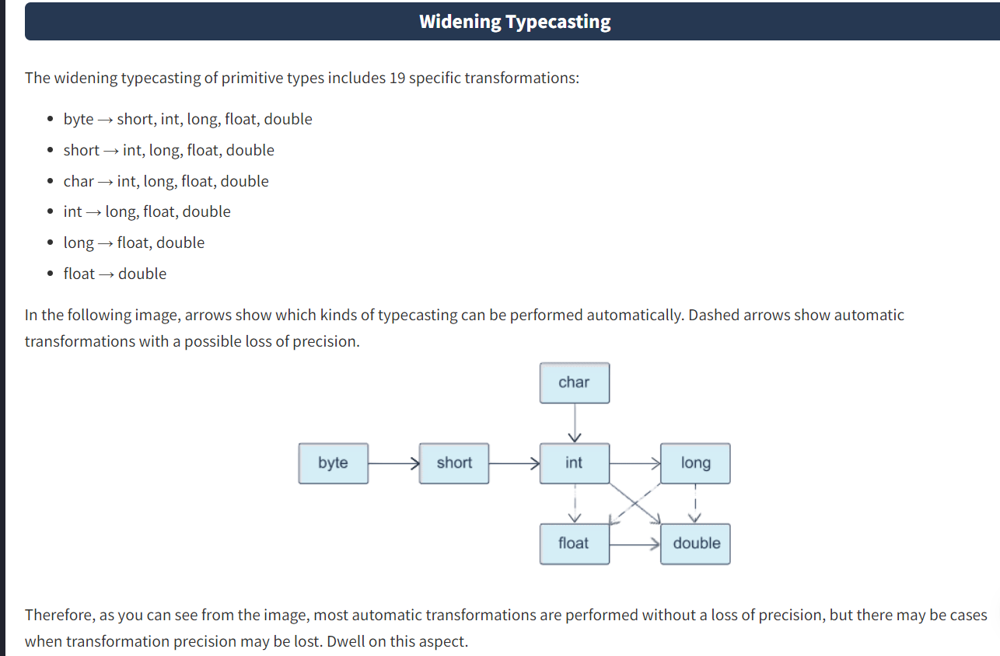 Widening Typecasting
The widening typecasting of primitive types includes 19 specific transformations:
• byte → short, int, long, float, double
• short → int, long, float, double
• char → int, long, float, double
• int → long, float, double
• long → float, double
• float → double
In the following image, arrows show which kinds of typecasting can be performed automatically. Dashed arrows show automatic
transformations with a possible loss of precision.
char
byte short int long
float double
Therefore, as you can see from the image, most automatic transformations are performed without a loss of precision, but there may be cases
when transformation precision may be lost. Dwell on this aspect.